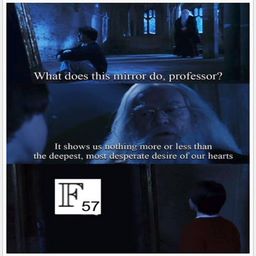 What does this mirror do, professor?
It shows us nothing more or less than
the deepest, most desperate desire of our hearts
𝔽57